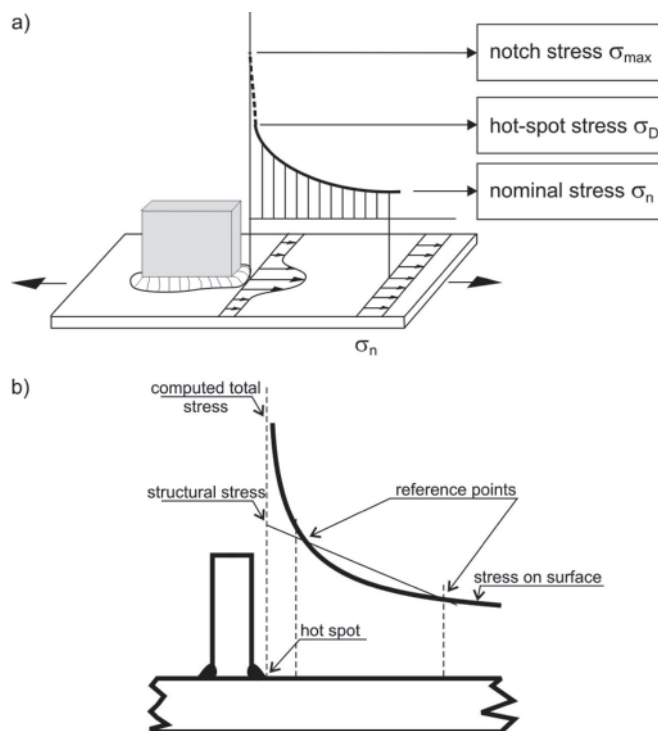 a)
notch stress σmax
hot-spot stress σD
nominal stress σn
σn
b)
computed total
stress
structural stress
reference points
stress on surface
hot spot